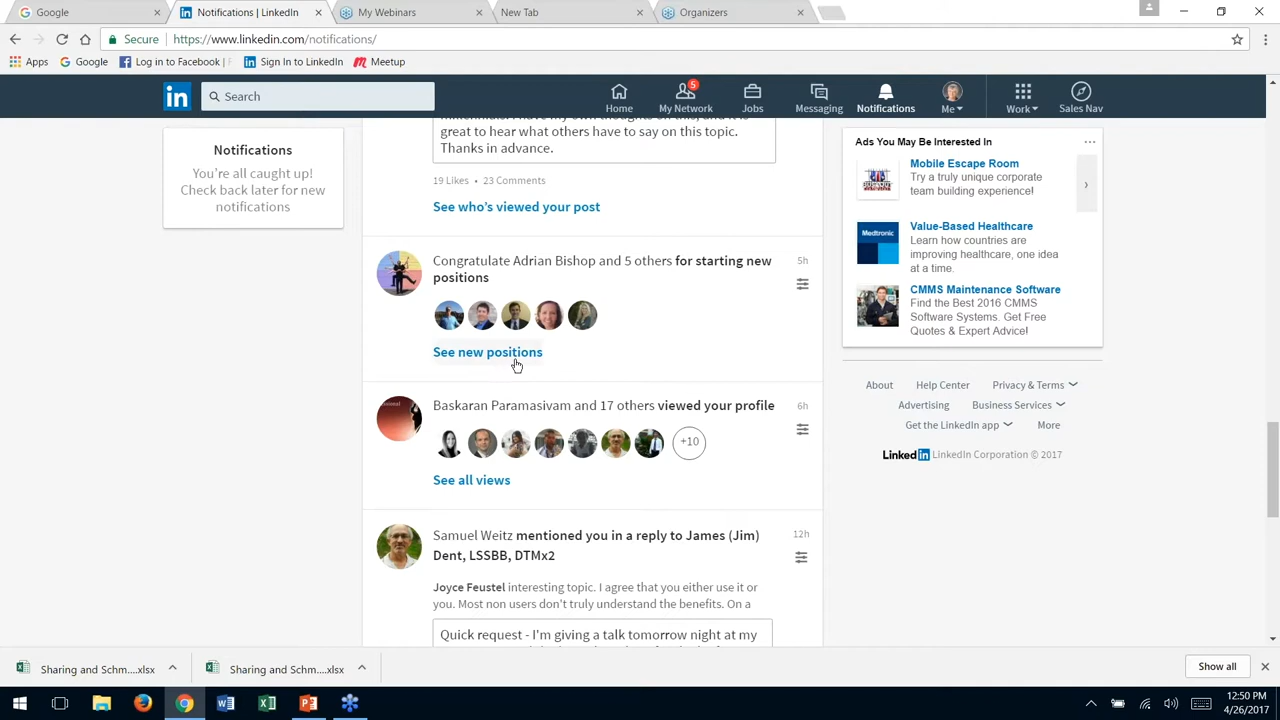 Google
Notifications | LinkedIn
My Webinars
New Tab
Organizers
Secure
https://www.linkedin.com/notifications/
Apps
Google
Log in to Facebook | F
Sign In to LinkedIn
Meetup
in
Search
Home
5
My Network
Jobs
Messaging
Notifications
Me
Work
Sales Nav
Notifications
You're all caught up!
Check back later for new
notifications
great to hear what others have to say on this topic.
Thanks in advance.
19 Likes • 23 Comments
See who's viewed your post
Congratulate Adrian Bishop and 5 others for starting new
positions
5h
See new positions
Baskaran Paramasivam and 17 others viewed your profile
6h
+10
See all views
Samuel Weitz mentioned you in a reply to James (Jim)
Dent, LSSBB, DTMx2
12h
Joyce Feustel interesting topic. I agree that you either use it or
you. Most non users don't truly understand the benefits. On a
Quick request - I'm giving a talk tomorrow night at my
Ads You May Be Interested In
Mobile Escape Room
Try a truly unique corporate
team building experience!
Medtronic
Value-Based Healthcare
Learn how countries are
improving healthcare, one idea
at a time.
CMMS Maintenance Software
Find the Best 2016 CMMS
Software Systems. Get Free
Quotes & Expert Advice!
About
Help Center
Privacy & Terms
Advertising
Business Services
Get the LinkedIn app
More
LinkedIn LinkedIn Corporation © 2017
Sharing and Schm....xlsx
Sharing and Schm....xlsx
Show all
12:50 PM
4/26/2017